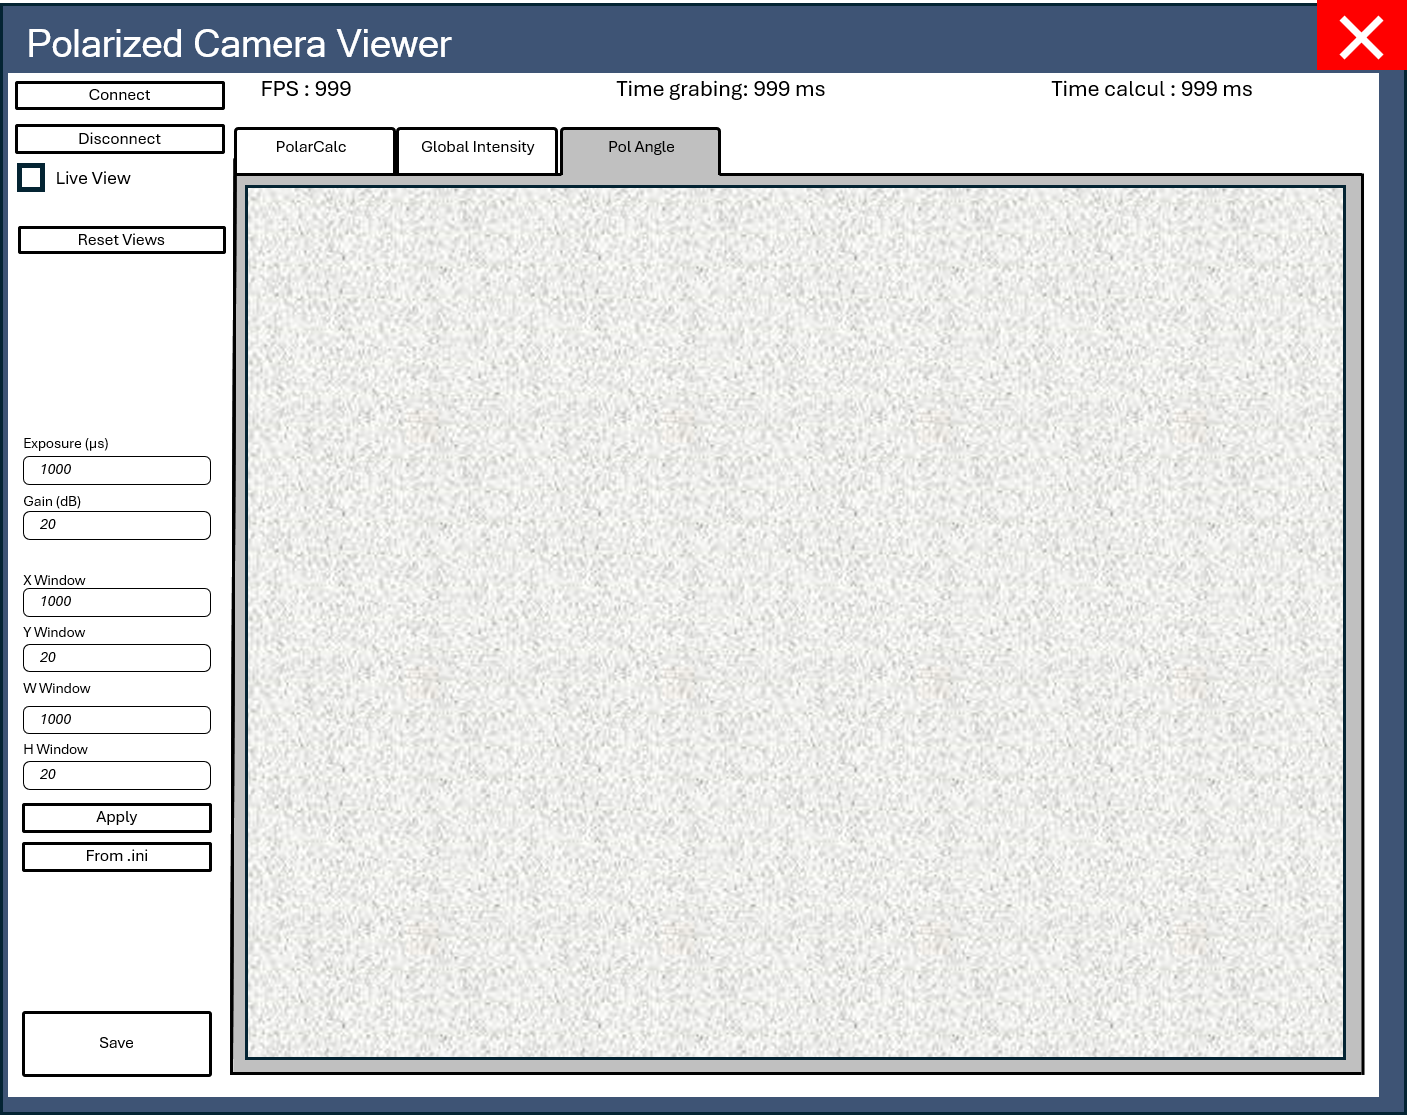 Polarized Camera Viewer
Connect
FPS : 999
Time grabing: 999 ms
Time calcul : 999 ms
Disconnect
PolarCalc
Global Intensity
Pol Angle
Live View
Reset Views
Exposure (µs)
1000
Gain (dB)
20
X Window
1000
Y Window
20
W Window
1000
H Window
20
Apply
From .ini
Save